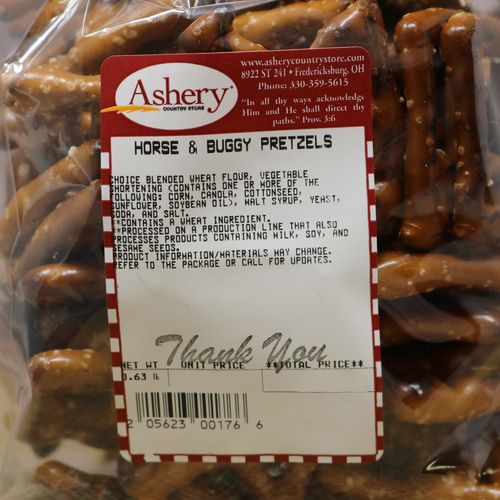 Ashery
COUNTRY STORE
www.asherycountrystore.com
8922 ST 241 • Fredericksburg, OH
Phone: 330-359-5615
"In all thy ways acknowledge
Him and He shall direct thy
paths." Prov. 3:6
HORSE & BUGGY PRETZELS
CHOICE BLENDED WHEAT FLOUR, VEGETABLE
SHORTENING (CONTAINS ONE OR MORE OF THE
FOLLOWING: CORN, CANOLA, COTTONSEED,
SUNFLOWER, SOYBEAN OIL), MALT SYRUP, YEAST,
SODA, AND SALT.
**CONTAINS A WHEAT INGREDIENT.
**PROCESSED ON A PRODUCTION LINE THAT ALSO
PROCESSES PRODUCTS CONTAINING MILK, SOY, AND
SESAME SEEDS.
PRODUCT INFORMATION/MATERIALS MAY CHANGE.
REFER TO THE PACKAGE OR CALL FOR UPDATES.
Thank You
NET WT UNIT PRICE **TOTAL PRICE**
0.63 lb
2 05623 00176 6